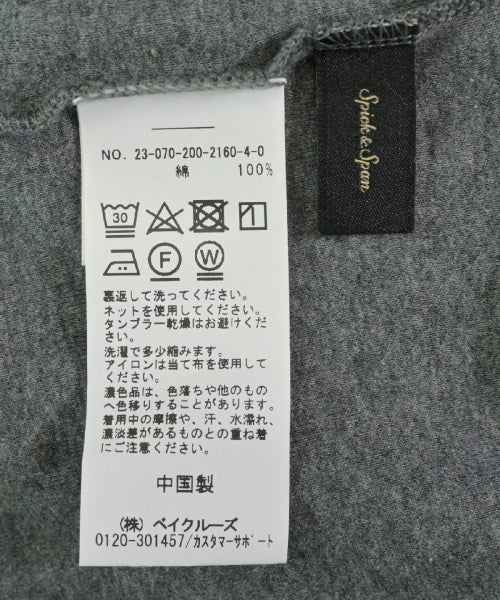 NO. 23-070-200-2160-4-0
綿 100%
30
F W
裏返して洗ってください。
ネットを使用してください。
タンブラー乾燥はお避けくださ
い。
洗濯で多少縮みます。
アイロンは当て布を使用して
ください。
濃色品は、色落ちや他のもの
へ色移りすることがあります。
着用中の摩擦や、汗、水濡れ、
濃淡差があるものとの重ね着
にご注意ください。
中国製
(株) ベイクルーズ
0120-301457/カスタマーサポート
Spick & Span